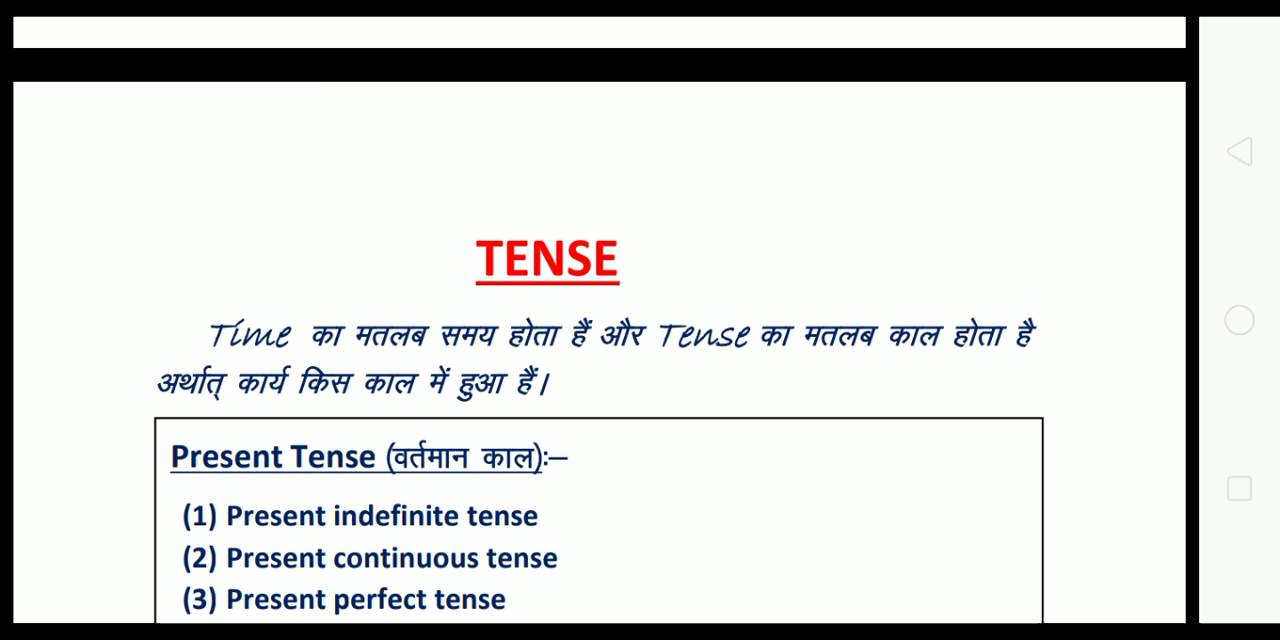 TENSE
Time का मतलब समय होता हैं और Tense का मतलब काल होता है
अर्थात् कार्य किस काल में हुआ हैं।
Present Tense (वर्तमान काल):–
(1) Present indefinite tense
(2) Present continuous tense
(3) Present perfect tense